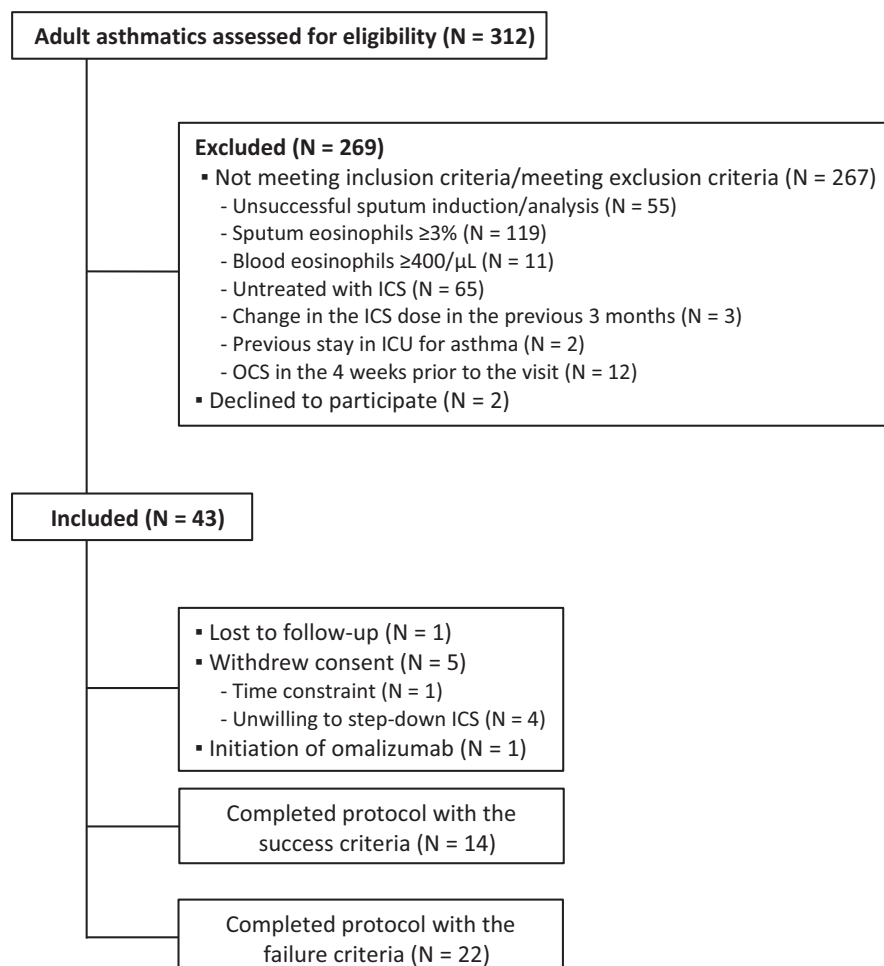 Adult asthmatics assessed for eligibility (N = 312)
Excluded (N = 269)
▪ Not meeting inclusion criteria/meeting exclusion criteria (N = 267)
- Unsuccessful sputum induction/analysis (N = 55)
- Sputum eosinophils ≥3% (N = 119)
- Blood eosinophils ≥400/µL (N = 11)
- Untreated with ICS (N = 65)
- Change in the ICS dose in the previous 3 months (N = 3)
- Previous stay in ICU for asthma (N = 2)
- OCS in the 4 weeks prior to the visit (N = 12)
▪ Declined to participate (N = 2)
Included (N = 43)
▪ Lost to follow-up (N = 1)
▪ Withdrew consent (N = 5)
- Time constraint (N = 1)
- Unwilling to step-down ICS (N = 4)
▪ Initiation of omalizumab (N = 1)
Completed protocol with the
success criteria (N = 14)
Completed protocol with the
failure criteria (N = 22)